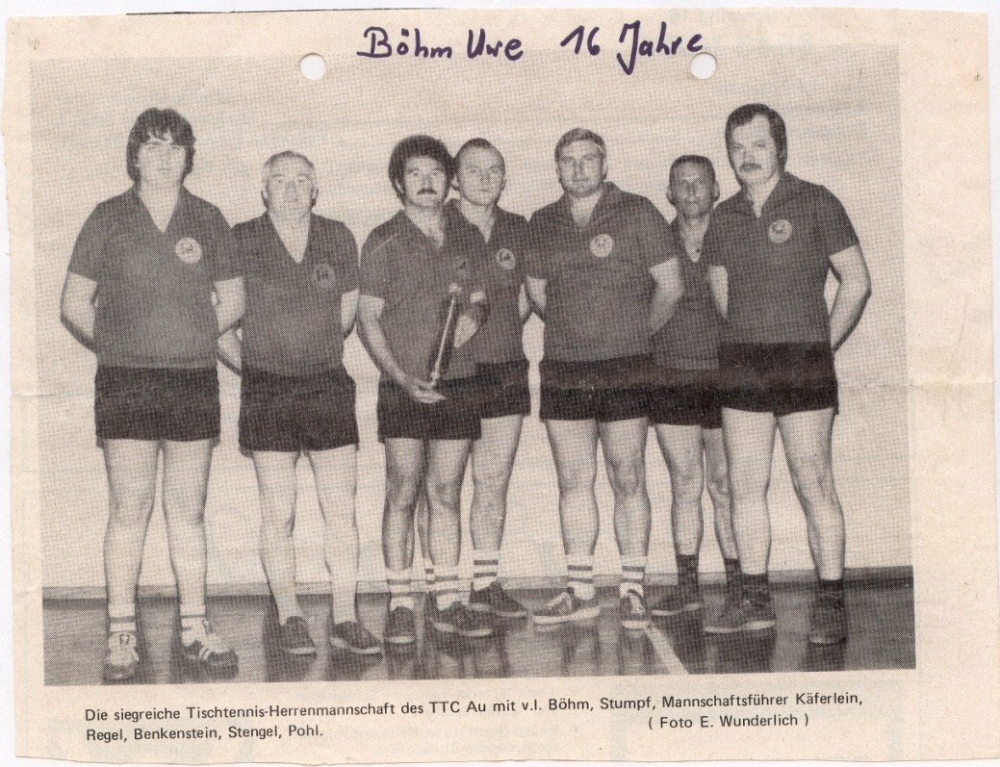 Böhm Uwe 16 Jahre
Die siegreiche Tischtennis-Herrenmannschaft des TTC Au mit v.l. Böhm, Stumpf, Mannschaftsführer Käferlein,
Regel, Benkenstein, Stengel, Pohl. ( Foto E. Wunderlich )